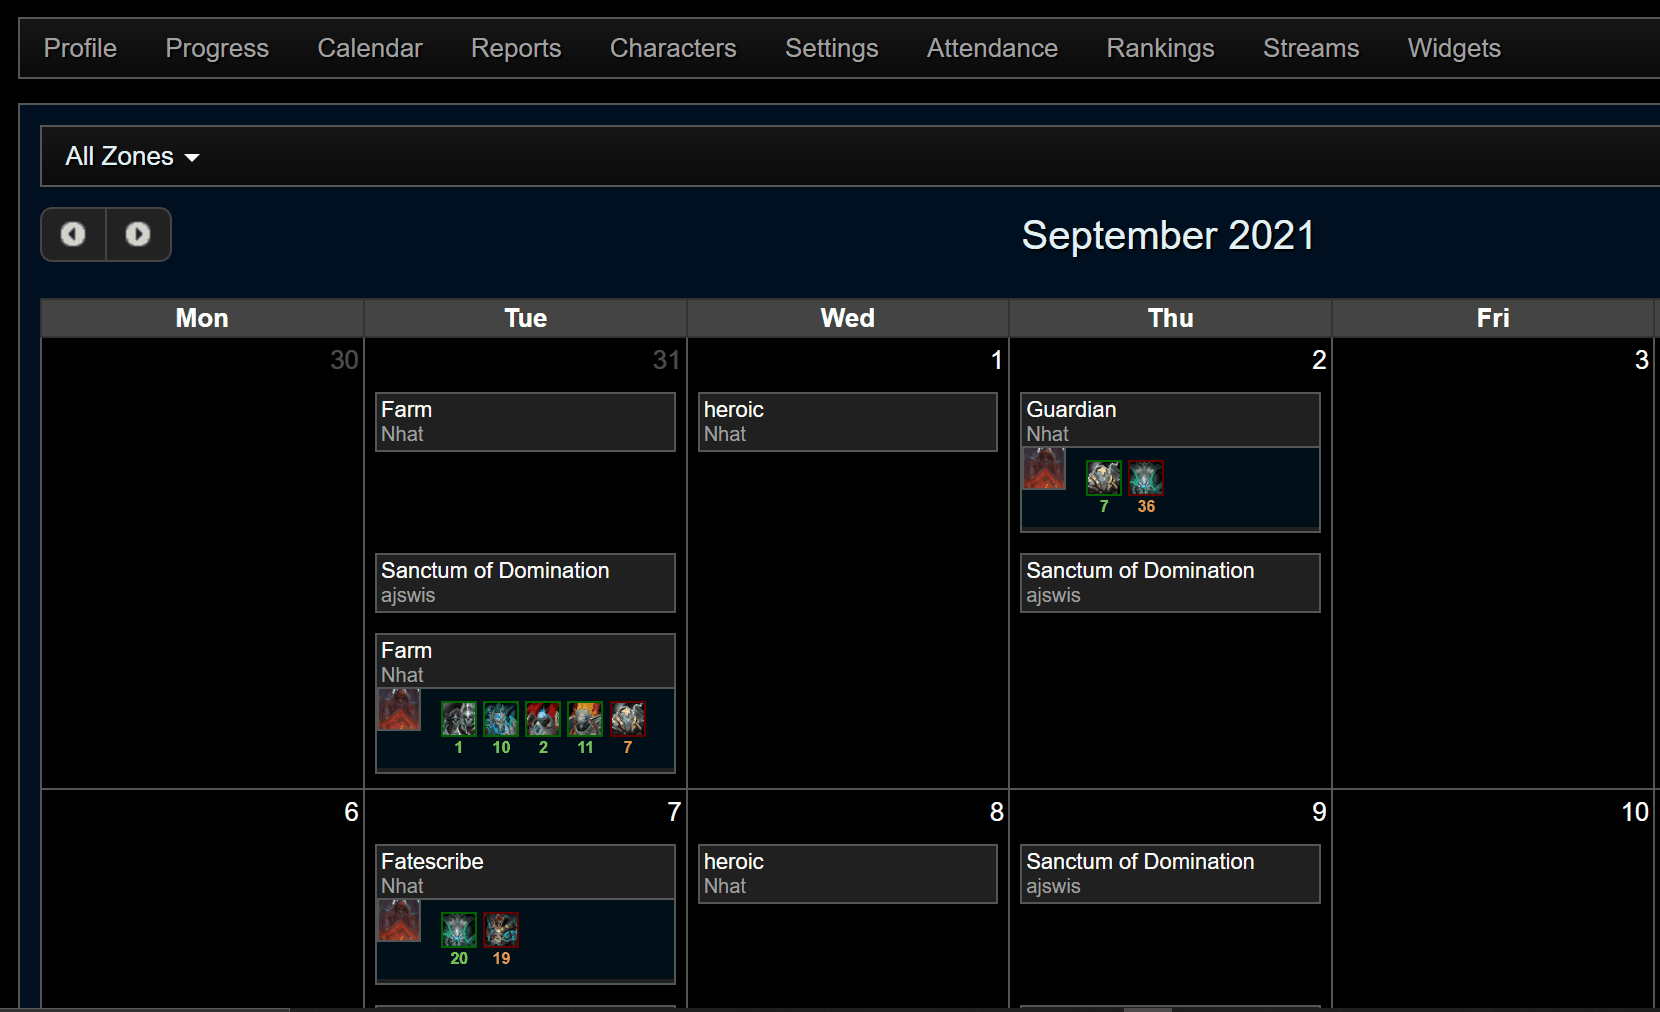 Profile Progress Calendar Reports Characters Settings Attendance Rankings Streams Widgets
All Zones
September 2021
Mon Tue Wed Thu Fri
30 31 1 2 3
Farm
Nhat
Sanctum of Domination
ajswis
Farm
Nhat
1 10 2 11 7
heroic
Nhat
Guardian
Nhat
7 36
Sanctum of Domination
ajswis
6 7 8 9 10
Fatescribe
Nhat
20 19
heroic
Nhat
Sanctum of Domination
ajswis